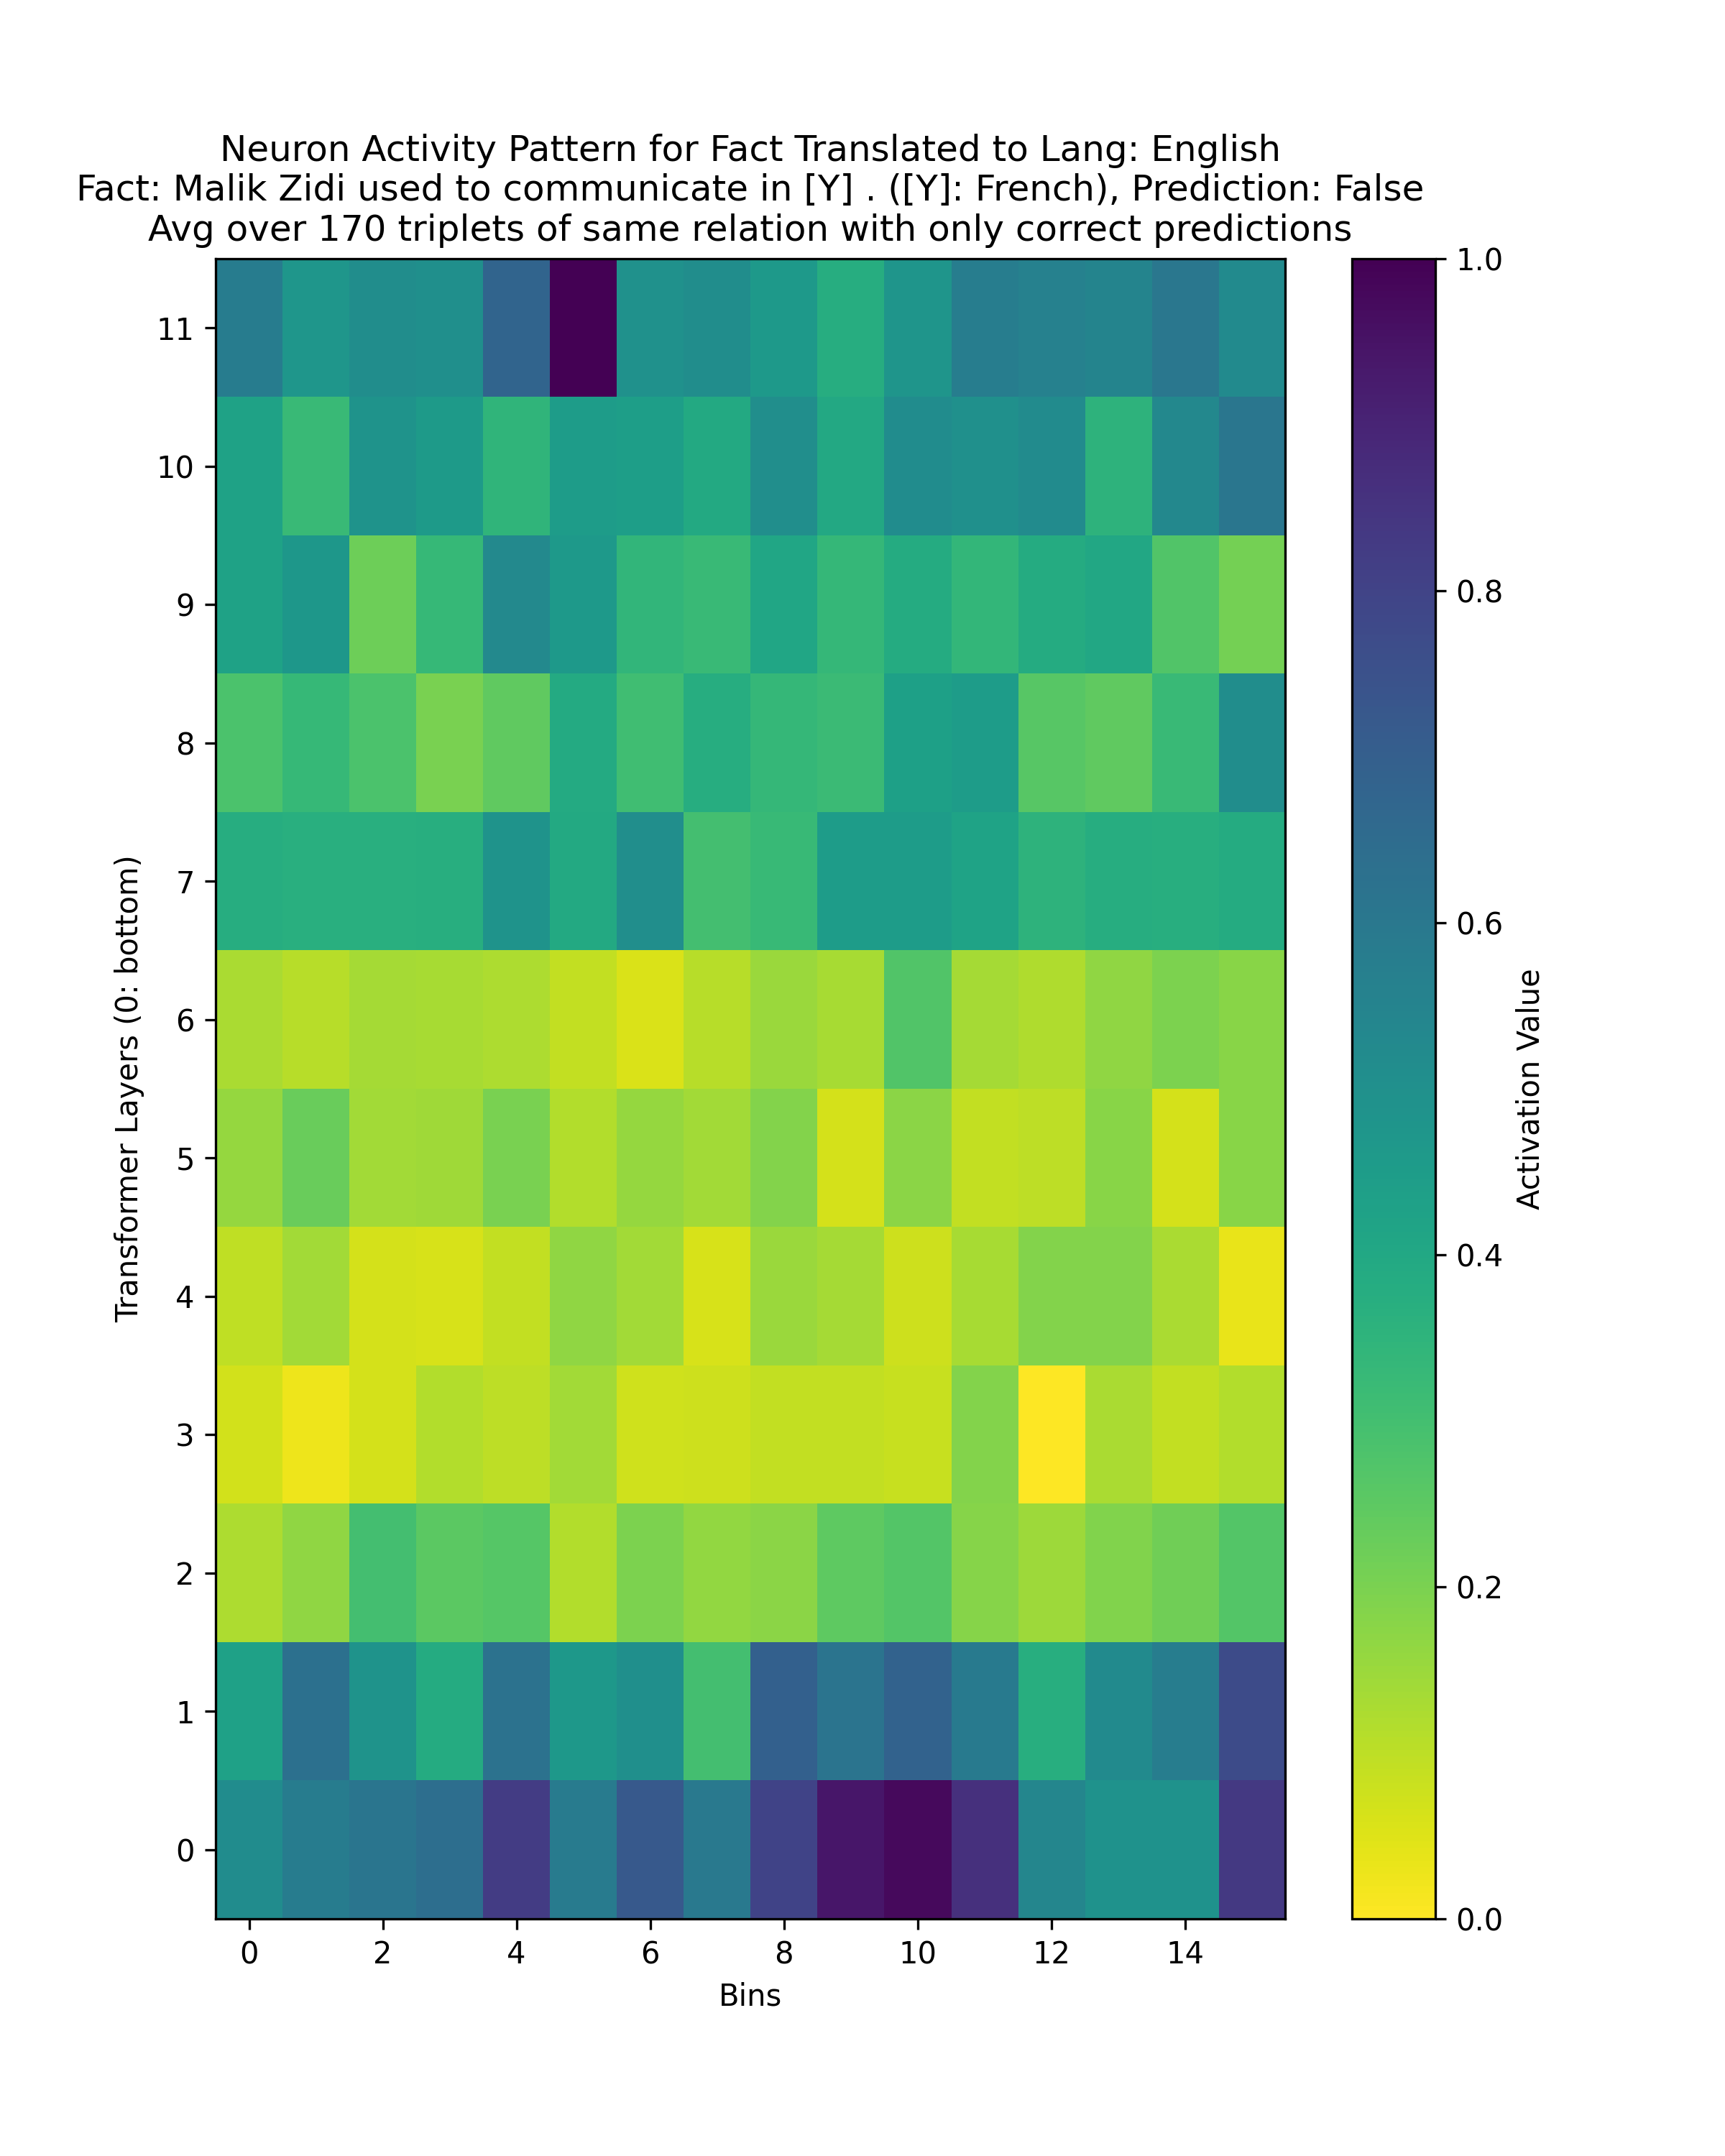 Neuron Activity Pattern for Fact Translated to Lang: English
Fact: Malik Zidi used to communicate in [Y] . ([Y]: French), Prediction: False
Avg over 170 triplets of same relation with only correct predictions
11
10
9
8
7
6
5
4
3
2
1
0
Transformer Layers (0: bottom)
0 2 4 6 8 10 12 14
Bins
1.0
0.8
0.6
0.4
0.2
0.0
Activation Value